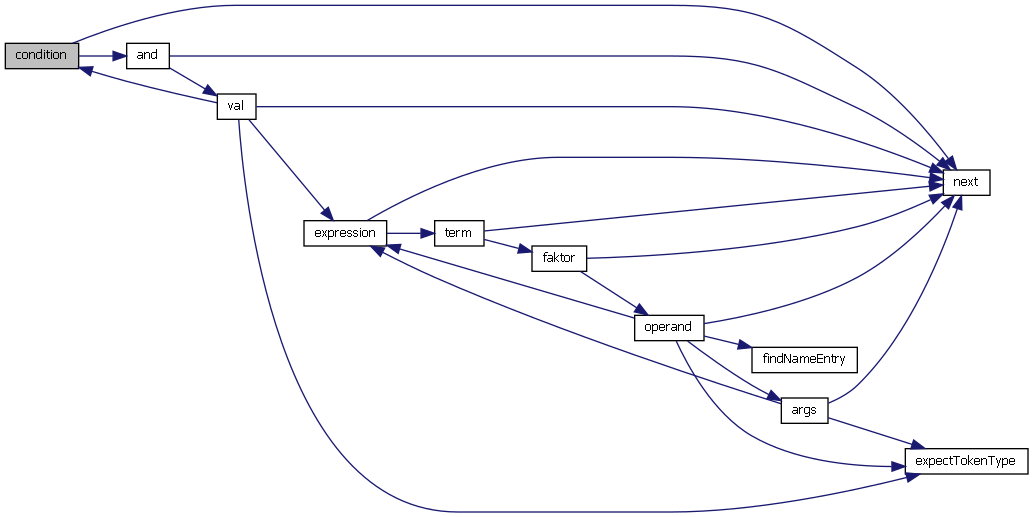 condition
and
val
next
expression
term
faktor
operand
findNameEntry
args
expectTokenType